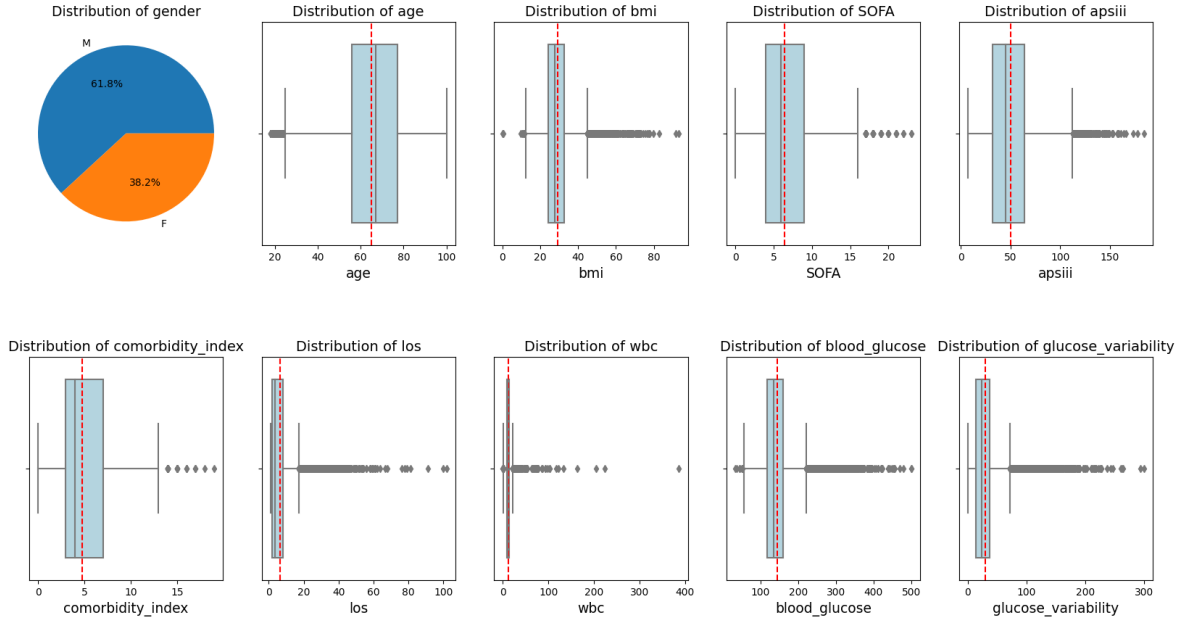 Distribution of gender
M
61.8%
38.2%
F
Distribution of age
20 40 60 80 100
age
Distribution of bmi
0 20 40 60 80
bmi
Distribution of SOFA
0 5 10 15 20
SOFA
Distribution of apsiii
0 50 100 150
apsiii
Distribution of comorbidity_index
0 5 10 15
comorbidity_index
Distribution of los
0 20 40 60 80 100
los
Distribution of wbc
0 100 200 300 400
wbc
Distribution of blood_glucose
100 200 300 400 500
blood_glucose
Distribution of glucose_variability
0 100 200 300
glucose_variability